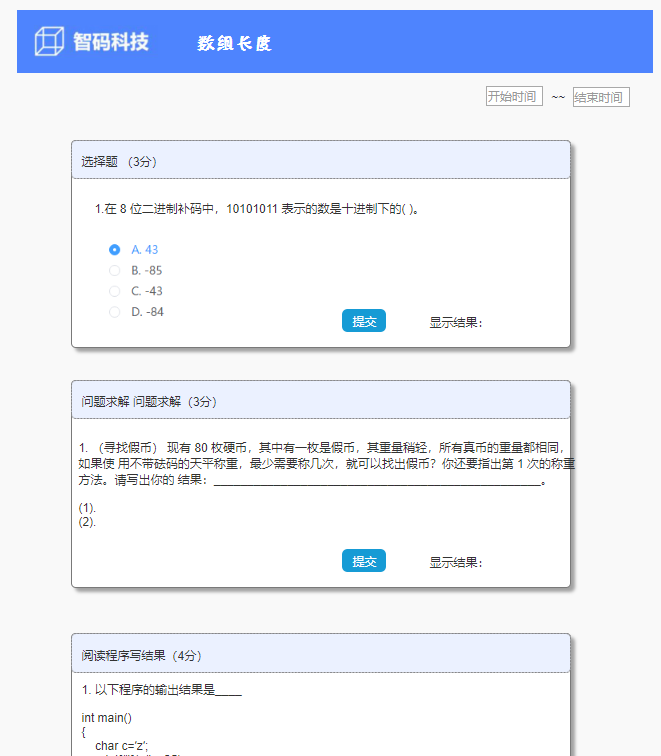 智码科技 数组长度
开始时间 ~~ 结束时间
选择题 （3分）
1.在 8 位二进制补码中，10101011 表示的数是十进制下的( )。
A. 43
B. -85
C. -43
D. -84
提交 显示结果：
问题求解 问题求解（3分）
1. （寻找假币） 现有 80 枚硬币，其中有一枚是假币，其重量稍轻，所有真币的重量都相同，
如果使 用不带砝码的天平称重，最少需要称几次，就可以找出假币？你还要指出第 1 次的称重
方法。请写出你的 结果：_________________________________________________。
(1).
(2).
提交 显示结果：
阅读程序写结果（4分）
1. 以下程序的输出结果是____
int main()
{
char c='z';